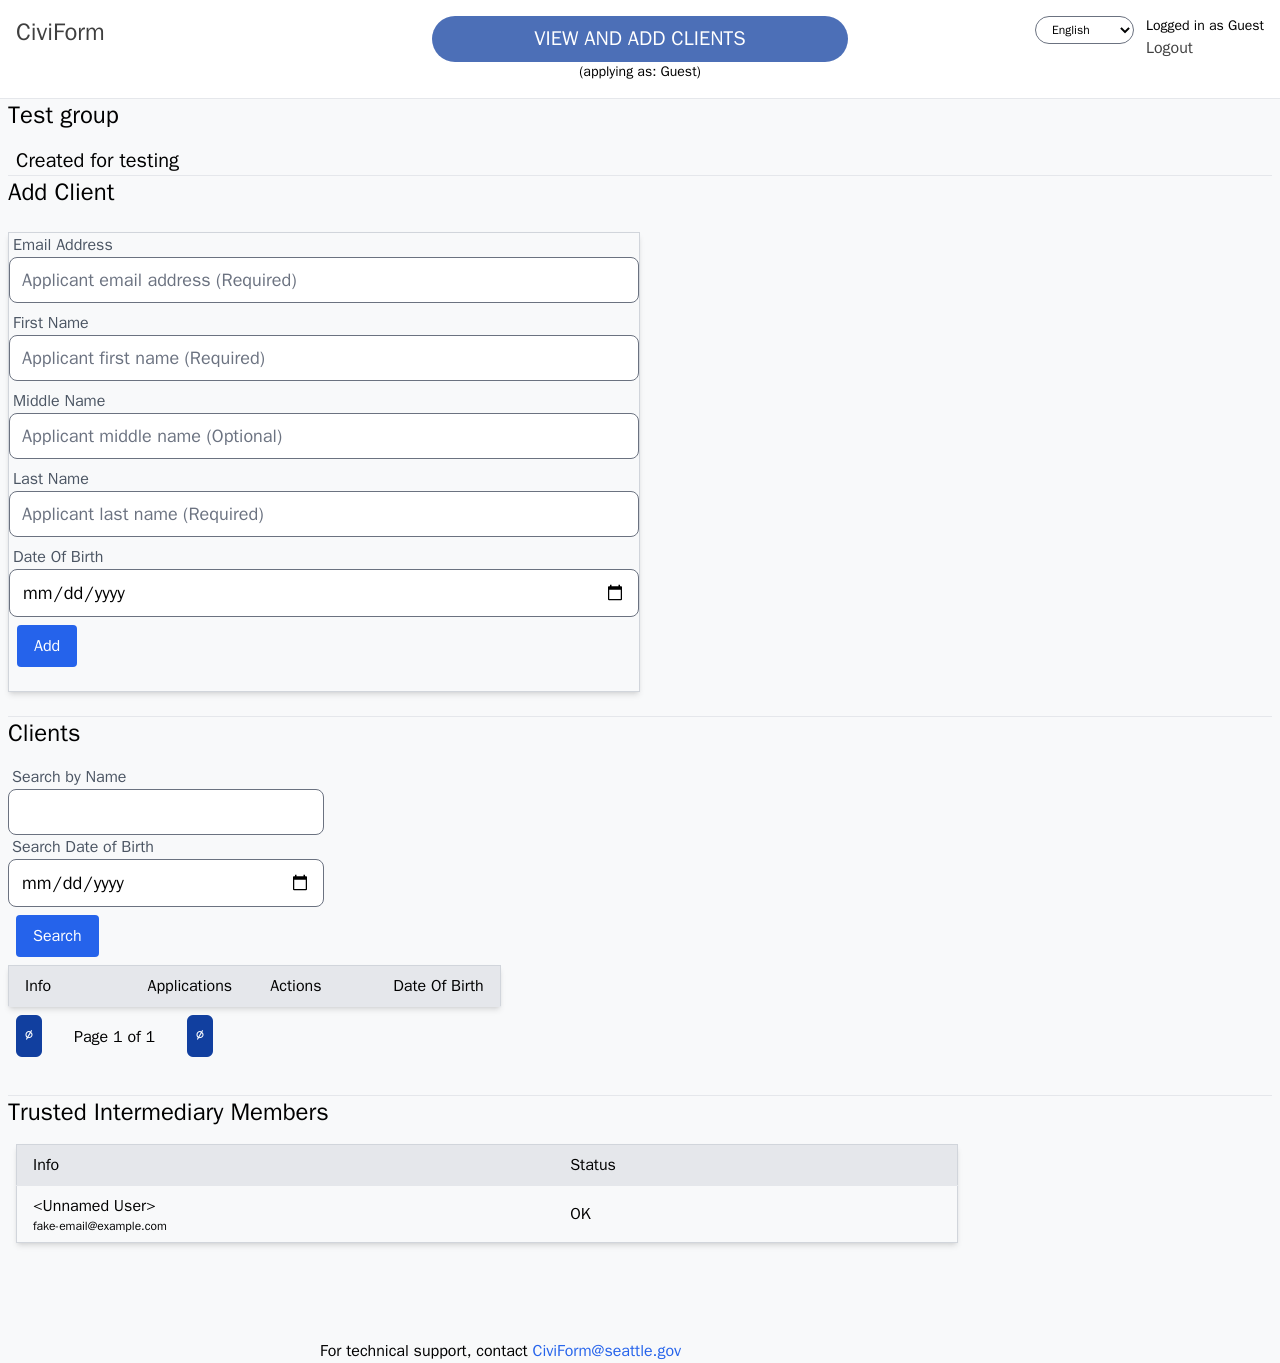 CiviForm
VIEW AND ADD CLIENTS
(applying as: Guest)
English
Logged in as Guest
Logout
Test group
Created for testing
Add Client
Email Address
Applicant email address (Required)
First Name
Applicant first name (Required)
Middle Name
Applicant middle name (Optional)
Last Name
Applicant last name (Required)
Date Of Birth
mm/dd/yyyy
Add
Clients
Search by Name
Search Date of Birth
mm/dd/yyyy
Search
Info Applications Actions Date Of Birth
∅ Page 1 of 1 ∅
Trusted Intermediary Members
Info Status
<Unnamed User>
fake-email@example.com
OK
For technical support, contact CiviForm@seattle.gov